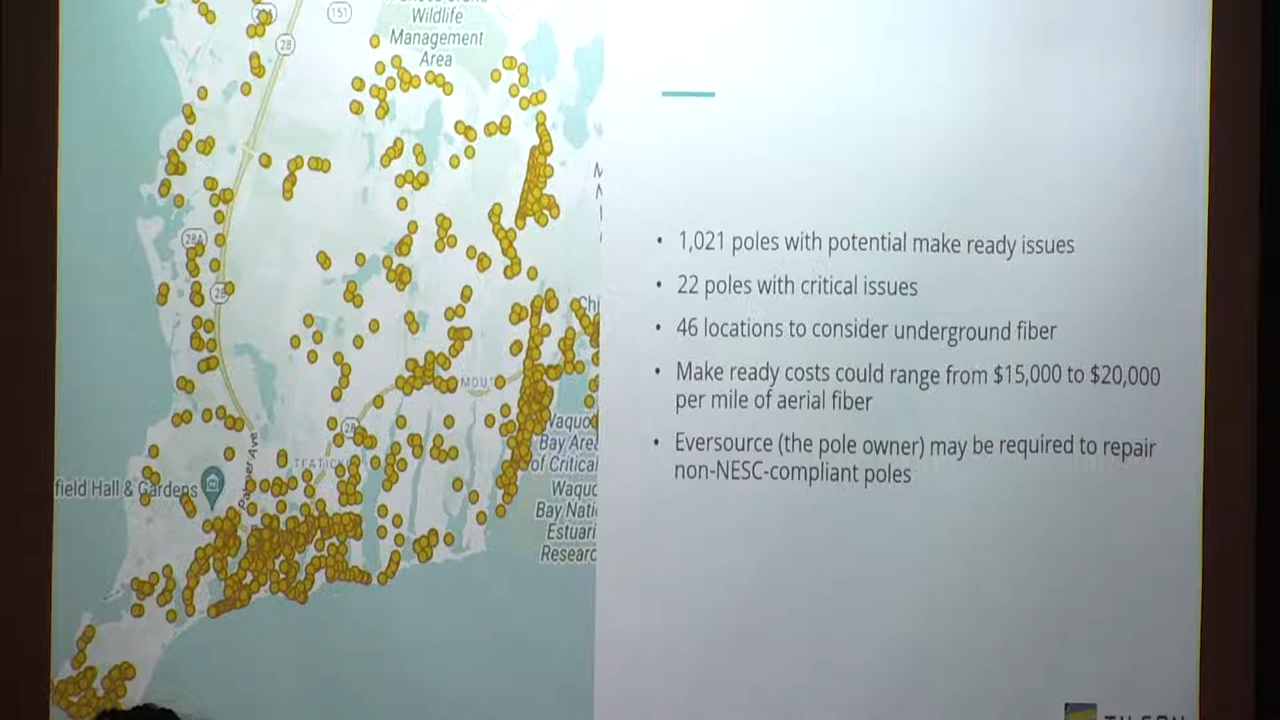 151
28
Wildlife
Management
Area
28A
28
28
Palmer Ave
field Hall & Gardens
Vaquo
Bay Area
of Critical
Waquo
Bay Nati
Estuari
Researc
• 1,021 poles with potential make ready issues
• 22 poles with critical issues
• 46 locations to consider underground fiber
• Make ready costs could range from $15,000 to $20,000
per mile of aerial fiber
• Eversource (the pole owner) may be required to repair
non-NESC-compliant poles